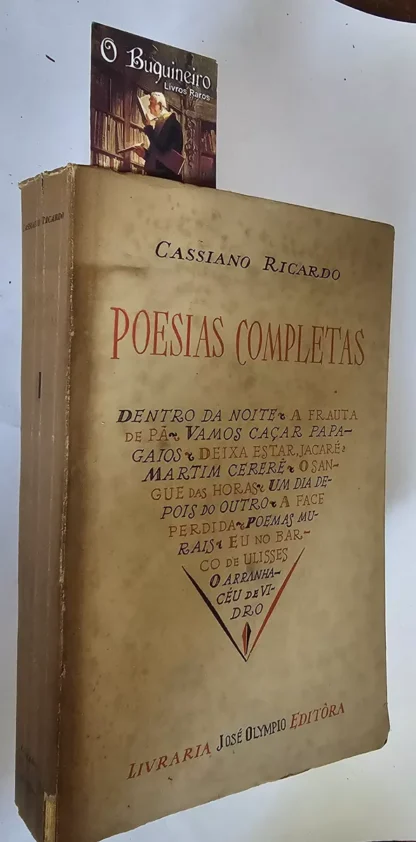 O Buquineiro
Livros Raros
CASSIANO RICARDO
CASSIANO RICARDO
POESIAS COMPLETAS
DENTRO DA NOITE ~ A FRAUTA
DE PÃ ~ VAMOS CAÇAR PAPA-
GAIOS ~ DEIXA ESTAR, JACARÉ ~
MARTIM CERERÊ ~ O SAN-
GUE DAS HORAS ~ UM DIA DE-
POIS DO OUTRO ~ A FACE
PERDIDA ~ POEMAS MU-
RAIS ~ EU NO BAR-
CO DE ULISSES
O ARRANHA-
CÉU DE VI-
DRO
LIVRARIA JOSÉ OLYMPIO EDITÔRA